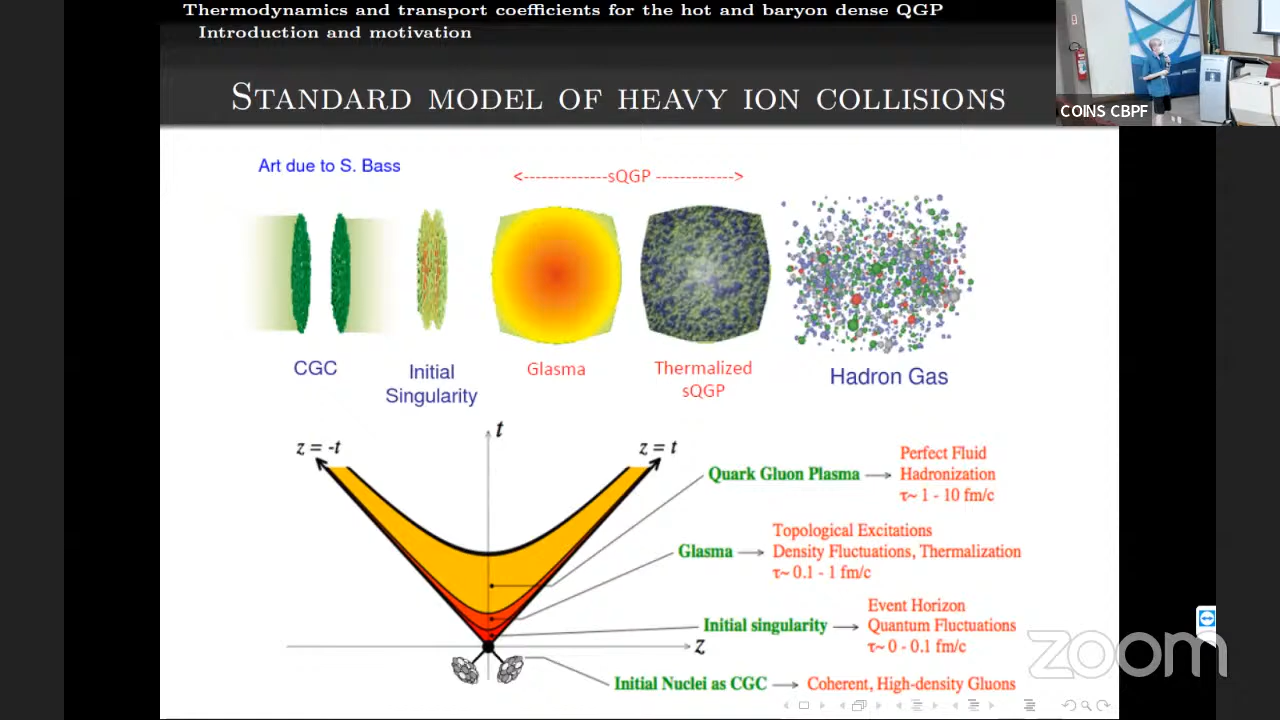 Thermodynamics and transport coefficients for the hot and baryon dense QGP
Introduction and motivation
STANDARD MODEL OF HEAVY ION COLLISIONS
COINS CBPF
Art due to S. Bass
<--------------sQGP ------------>
CGC
Initial
Singularity
Glasma
Thermalized
sQGP
Hadron Gas
z = -t
t
z = t
z
Quark Gluon Plasma
Perfect Fluid
Hadronization
τ~ 1 - 10 fm/c
Glasma
Topological Excitations
Density Fluctuations, Thermalization
τ~ 0.1 - 1 fm/c
Initial singularity
Event Horizon
Quantum Fluctuations
τ~ 0 - 0.1 fm/c
Initial Nuclei as CGC
Coherent, High-density Gluons
zoom